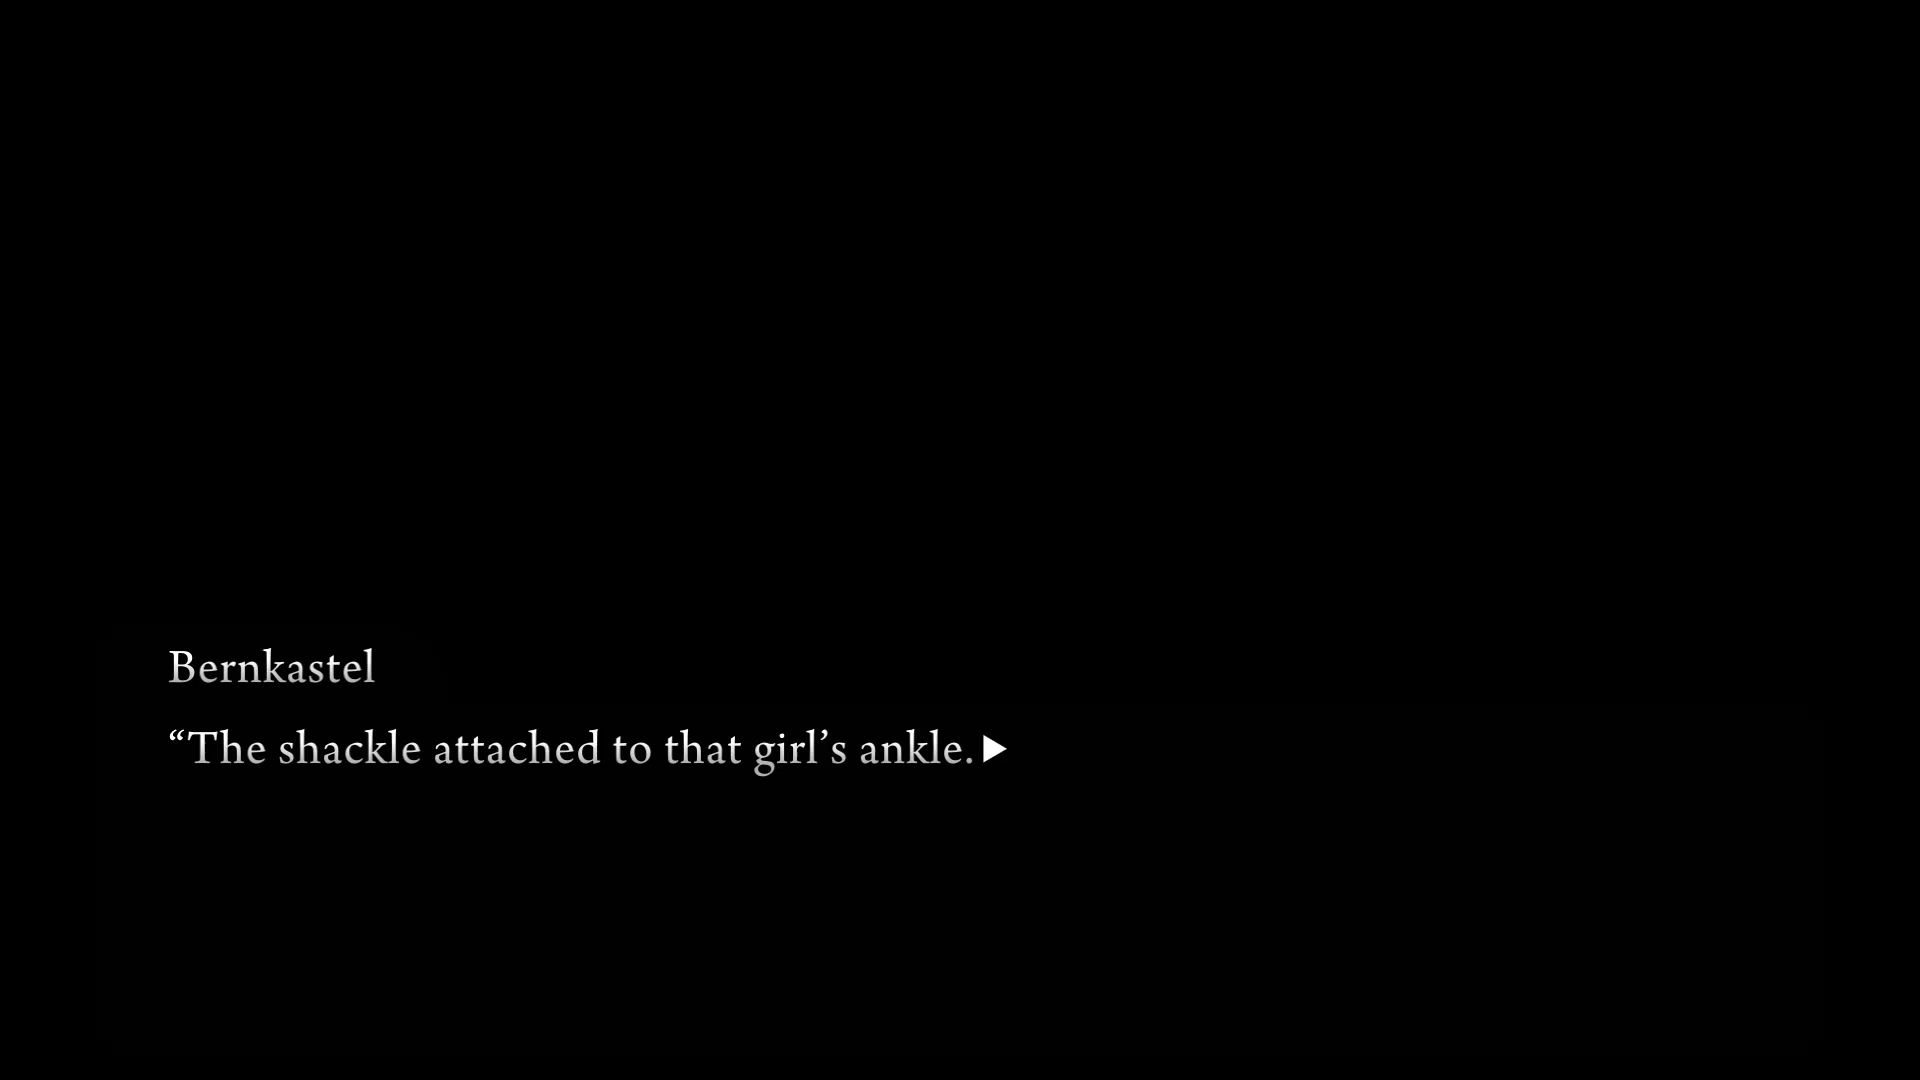 Bernkastel
“The shackle attached to that girl’s ankle.